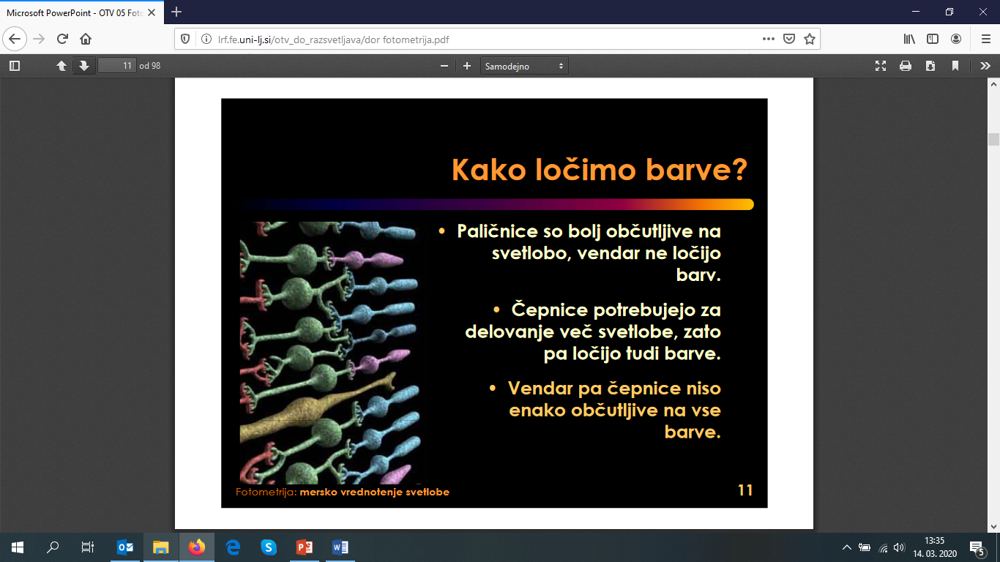 Microsoft PowerPoint - OTV 05 Foto
lrf.fe.uni-lj.si/otv_do_razsvetljava/dor fotometrija.pdf
11 od 98
Samodejno
Kako ločimo barve?
• Paličnice so bolj občutljive na
svetlobo, vendar ne ločijo
barv.
• Čepnice potrebujejo za
delovanje več svetlobe, zato
pa ločijo tudi barve.
• Vendar pa čepnice niso
enako občutljive na vse
barve.
Fotometrija: mersko vrednotenje svetlobe
11
13:35
14. 03. 2020
5